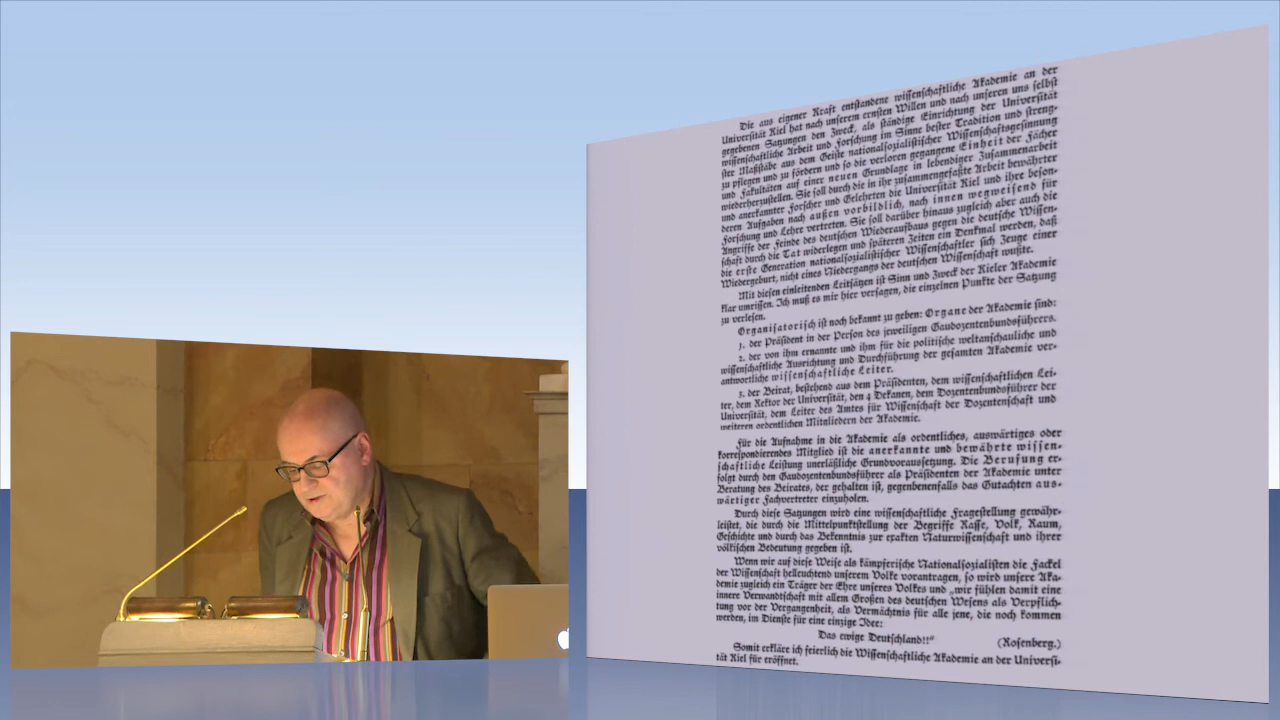 Die aus eigener Kraft entstandene wissenschaftliche Akademie an der
Universität Kiel hat nach unserem ernsten Willen und nach unseren uns selbst
gegebenen Satzungen den Zweck, als ständige Einrichtung der Universität
wissenschaftliche Arbeit und Forschung im Sinne bester Tradition und streng-
ster Maßstäbe aus dem Geiste nationalsozialistischer Wissenschaftsgesinnung
zu pflegen und zu fördern und so die verloren gegangene Einheit der Fächer
und Fakultäten auf einer neuen Grundlage in lebendiger Zusammenarbeit
wiederherzustellen. Sie soll durch die in ihr zusammengefaßte Arbeit bewährter
und anerkannter Forscher und Gelehrten die Universität Kiel und ihre beson-
deren Aufgaben nach außen vorbildlich, nach innen wegweisend für
Forschung und Lehre vertreten. Sie soll darüber hinaus zugleich aber auch die
Angriffe der Feinde des deutschen Wiederaufbaus gegen die deutsche Wissen-
schaft durch die Tat widerlegen und späteren Zeiten ein Denkmal werden, daß
die erste Generation nationalsozialistischer Wissenschaftler sich Zeuge einer
Wiedergeburt, nicht eines Niedergangs der deutschen Wissenschaft wußte.
Mit diesen einleitenden Leitsätzen ist Sinn und Zweck der Kieler Akademie
klar umrissen. Ich muß es mir hier versagen, die einzelnen Punkte der Satzung
zu verlesen.
Organisatorisch ist noch bekannt zu geben: Organe der Akademie sind:
1. der Präsident in der Person des jeweiligen Gaudozentenbundsführers.
2. der von ihm ernannte und ihm für die politische weltanschauliche und
wissenschaftliche Ausrichtung und Durchführung der gesamten Akademie ver-
antwortliche wissenschaftliche Leiter.
3. der Beirat, bestehend aus dem Präsidenten, dem wissenschaftlichen Lei-
ter, dem Rektor der Universität, den 4 Dekanen, dem Dozentenbundsführer der
Universität, dem Leiter des Amtes für Wissenschaft der Dozentenschaft und
weiteren ordentlichen Mitgliedern der Akademie.
Für die Aufnahme in die Akademie als ordentliches, auswärtiges oder
korrespondierendes Mitglied ist die anerkannte und bewährte wissen-
schaftliche Leistung unerläßliche Grundvoraussetzung. Die Berufung er-
folgt durch den Gaudozentenbundsführer als Präsidenten der Akademie unter
Beratung des Beirates, der gehalten ist, gegebenenfalls das Gutachten aus-
wärtiger Fachvertreter einzuholen.
Durch diese Satzungen wird eine wissenschaftliche Fragestellung gewähr-
leistet, die durch die Mittelpunktstellung der Begriffe Rasse, Volk, Raum,
Geschichte und durch das Bekenntnis zur exakten Naturwissenschaft und ihrer
völkischen Bedeutung gegeben ist.
Wenn wir auf diese Weise als kämpferische Nationalsozialisten die Fackel
der Wissenschaft hellleuchtend unserem Volke vorantragen, so wird unsere Aka-
demie zugleich ein Träger der Ehre unseres Volkes und „wir fühlen damit eine
innere Verwandtschaft mit allem Großen des deutschen Wesens als Verpflich-
tung vor der Vergangenheit, als Vermächtnis für alle jene, die noch kommen
werden, im Dienste für eine einzige Idee:
Das ewige Deutschland!!“ (Rosenberg.)
Somit erkläre ich feierlich die Wissenschaftliche Akademie an der Universi-
tät Kiel für eröffnet.